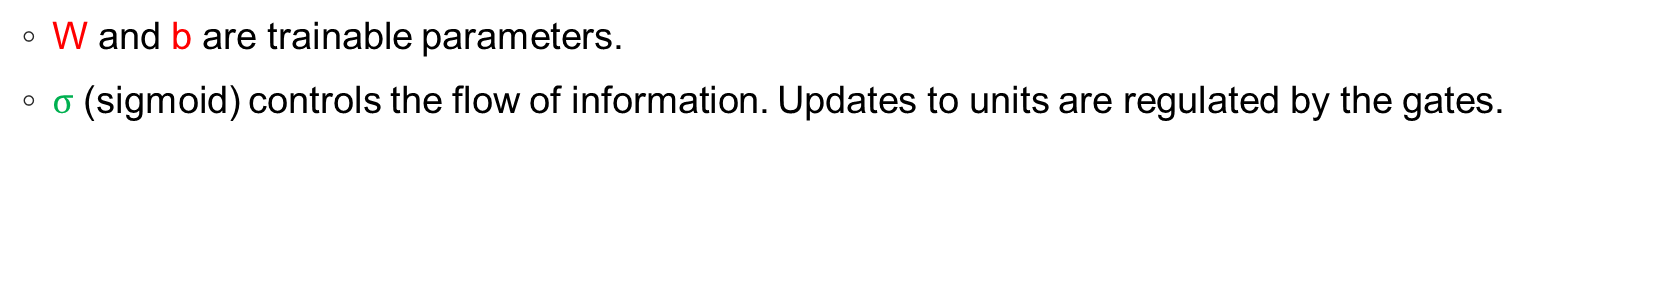 ◦ W and b are trainable parameters.
◦ σ (sigmoid) controls the flow of information. Updates to units are regulated by the gates.